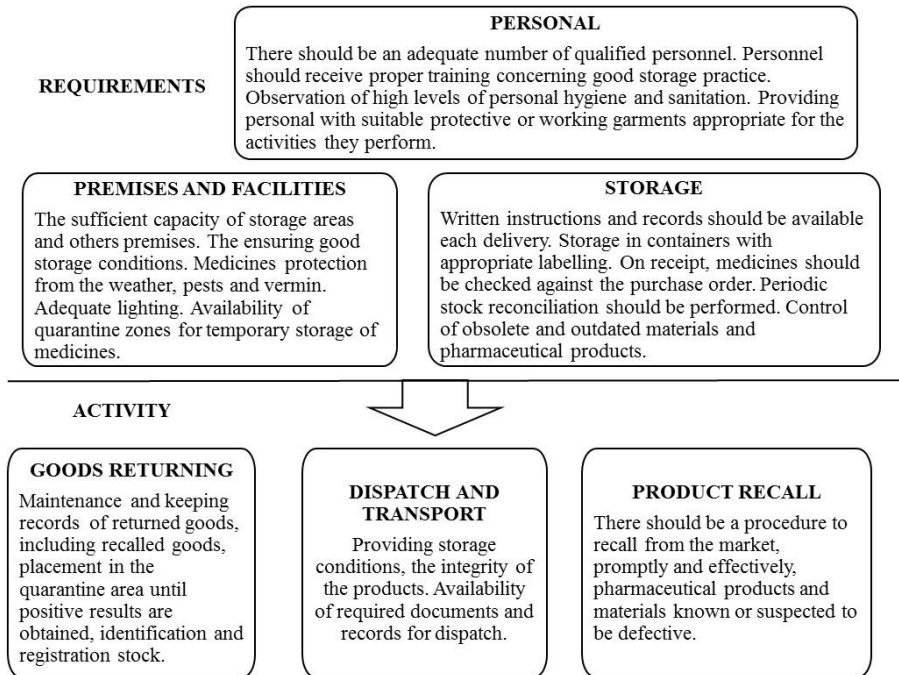 PERSONAL
There should be an adequate number of qualified personnel. Personnel
should receive proper training concerning good storage practice.
Observation of high levels of personal hygiene and sanitation. Providing
personal with suitable protective or working garments appropriate for the
activities they perform.
REQUIREMENTS
PREMISES AND FACILITIES
The sufficient capacity of storage areas
and others premises. The ensuring good
storage conditions. Medicines protection
from the weather, pests and vermin.
Adequate lighting. Availability of
quarantine zones for temporary storage of
medicines.
STORAGE
Written instructions and records should be available
each delivery. Storage in containers with
appropriate labelling. On receipt, medicines should
be checked against the purchase order. Periodic
stock reconciliation should be performed. Control
of obsolete and outdated materials and
pharmaceutical products.
ACTIVITY
GOODS RETURNING
Maintenance and keeping
records of returned goods,
including recalled goods,
placement in the
quarantine area until
positive results are
obtained, identification and
registration stock.
DISPATCH AND
TRANSPORT
Providing storage
conditions, the integrity of
the products. Availability
of required documents and
records for dispatch.
PRODUCT RECALL
There should be a procedure to
recall from the market,
promptly and effectively,
pharmaceutical products and
materials known or suspected to
be defective.